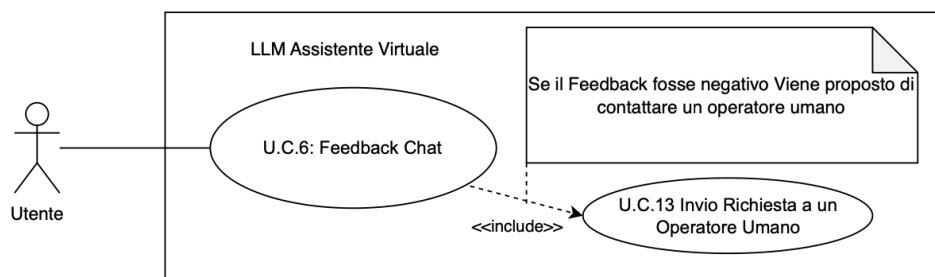 LLM Assistente Virtuale
Se il Feedback fosse negativo Viene proposto di
contattare un operatore umano
U.C.6: Feedback Chat
Utente
<<include>>
U.C.13 Invio Richiesta a un
Operatore Umano